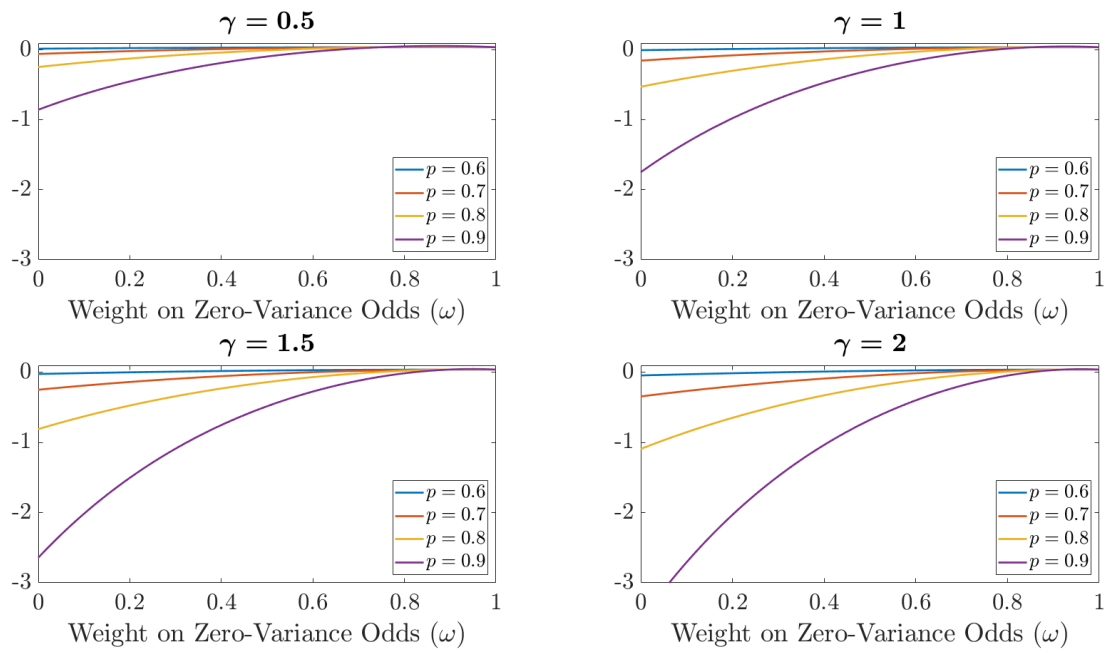 γ = 0.5
0
-1
-2
-3
p = 0.6
p = 0.7
p = 0.8
p = 0.9
0 0.2 0.4 0.6 0.8 1
Weight on Zero-Variance Odds (ω)
γ = 1
0
-1
-2
-3
p = 0.6
p = 0.7
p = 0.8
p = 0.9
0 0.2 0.4 0.6 0.8 1
Weight on Zero-Variance Odds (ω)
γ = 1.5
0
-1
-2
-3
p = 0.6
p = 0.7
p = 0.8
p = 0.9
0 0.2 0.4 0.6 0.8 1
Weight on Zero-Variance Odds (ω)
γ = 2
0
-1
-2
-3
p = 0.6
p = 0.7
p = 0.8
p = 0.9
0 0.2 0.4 0.6 0.8 1
Weight on Zero-Variance Odds (ω)